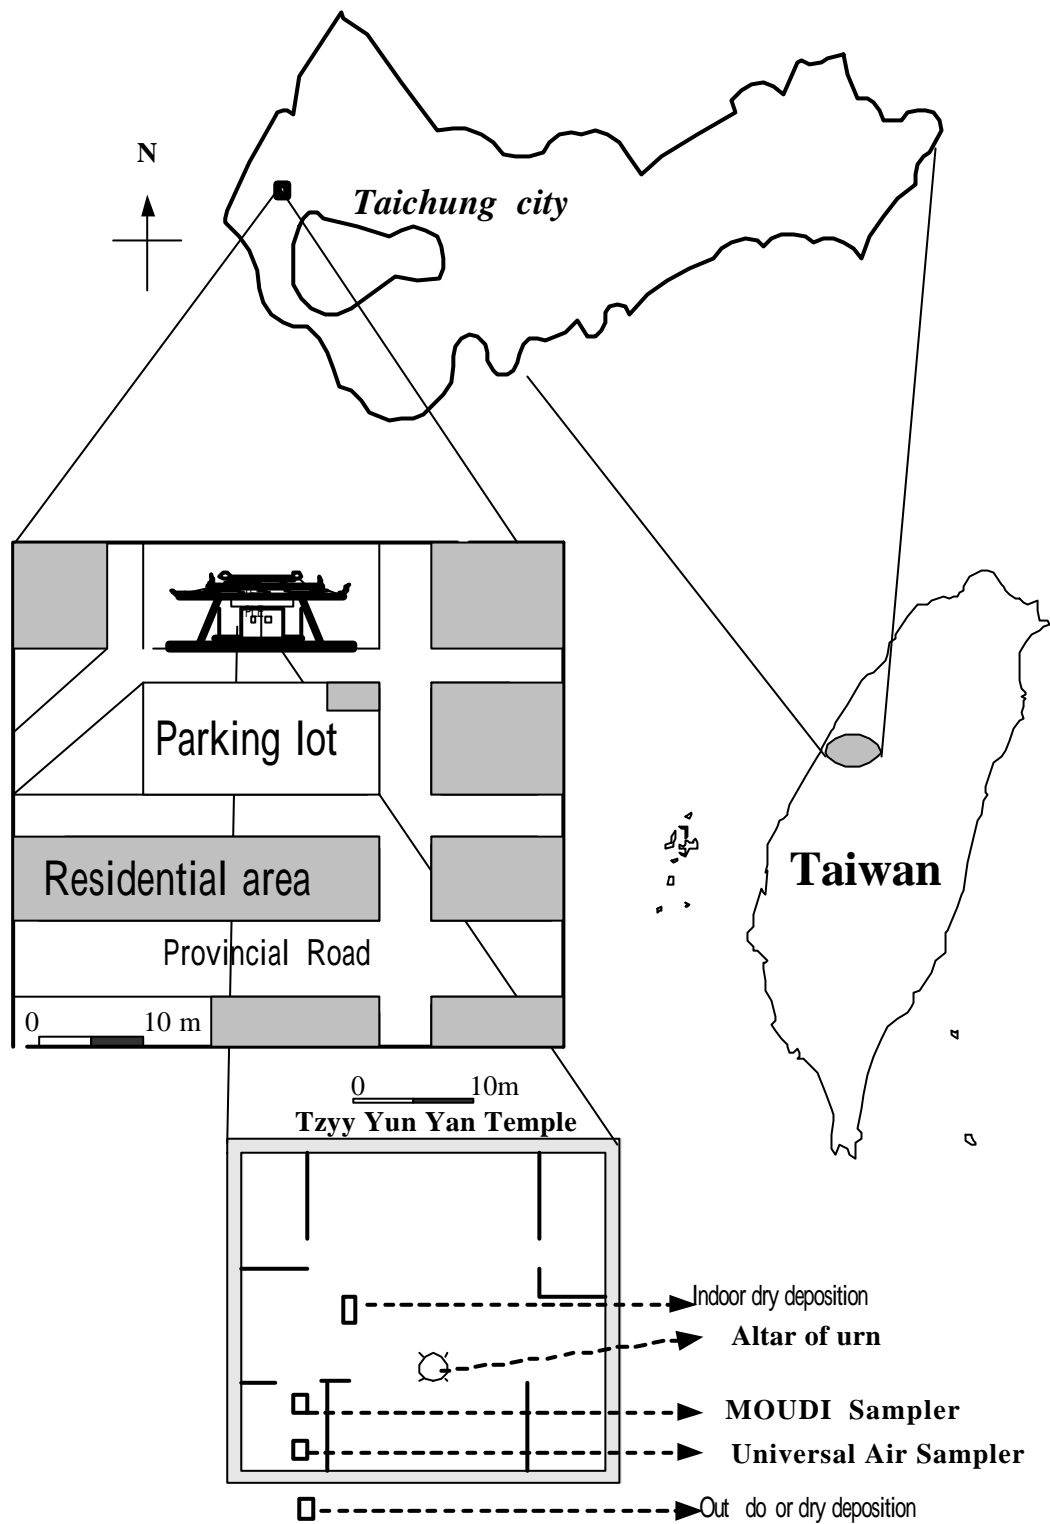 N
Taichung city
Parking lot
Taiwan
Residential area
Provincial Road
0 10 m
0 10m
Tzyy Yun Yan Temple
Indoor dry deposition
Altar of urn
MOUDI Sampler
Universal Air Sampler
Out do or dry deposition